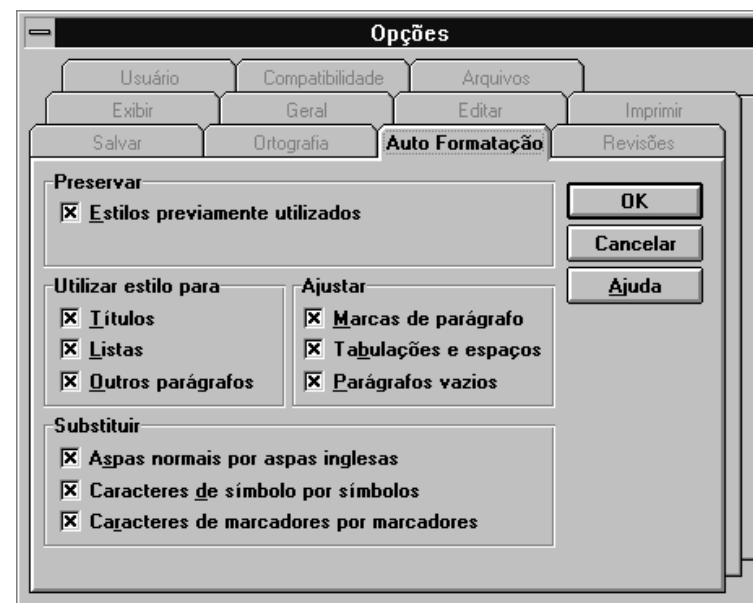 Opções
Usuário Compatibilidade Arquivos
Exibir Geral Editar Imprimir
Salvar Ortografia Auto Formatação Revisões
Preservar
Estilos previamente utilizados
OK
Cancelar
Ajuda
Utilizar estilo para
Títulos
Listas
Outros parágrafos
Ajustar
Marcas de parágrafo
Tabulações e espaços
Parágrafos vazios
Substituir
Aspas normais por aspas inglesas
Caracteres de símbolo por símbolos
Caracteres de marcadores por marcadores